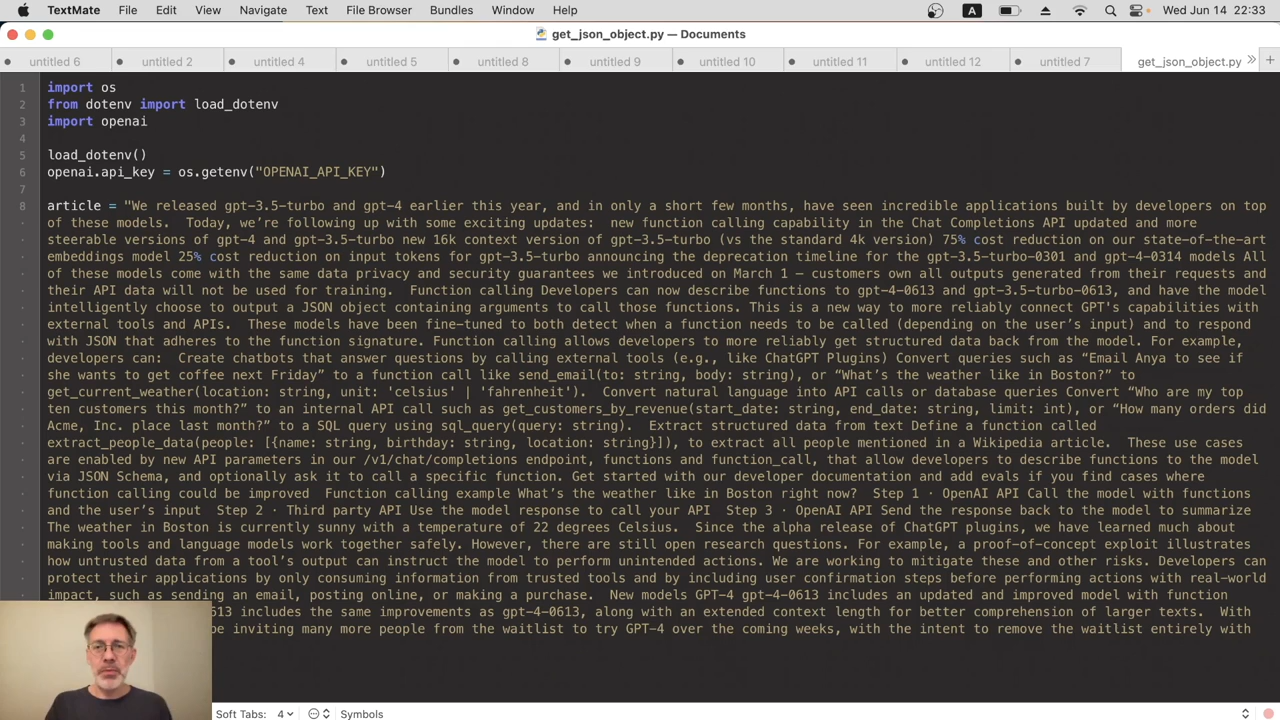 TextMate File Edit View Navigate Text File Browser Bundles Window Help A Wed Jun 14 22:33
get_json_object.py — Documents
untitled 6 untitled 2 untitled 4 untitled 5 untitled 8 untitled 9 untitled 10 untitled 11 untitled 12 untitled 7 get_json_object.py » +
1 import os
2 from dotenv import load_dotenv
3 import openai
4
5 load_dotenv()
6 openai.api_key = os.getenv("OPENAI_API_KEY")
7
8 article = "We released gpt-3.5-turbo and gpt-4 earlier this year, and in only a short few months, have seen incredible applications built by developers on top
of these models.  Today, we’re following up with some exciting updates:  new function calling capability in the Chat Completions API updated and more
steerable versions of gpt-4 and gpt-3.5-turbo new 16k context version of gpt-3.5-turbo (vs the standard 4k version) 75% cost reduction on our state-of-the-art
embeddings model 25% cost reduction on input tokens for gpt-3.5-turbo announcing the deprecation timeline for the gpt-3.5-turbo-0301 and gpt-4-0314 models All
of these models come with the same data privacy and security guarantees we introduced on March 1 — customers own all outputs generated from their requests and
their API data will not be used for training.  Function calling Developers can now describe functions to gpt-4-0613 and gpt-3.5-turbo-0613, and have the model
intelligently choose to output a JSON object containing arguments to call those functions. This is a new way to more reliably connect GPT's capabilities with
external tools and APIs.  These models have been fine-tuned to both detect when a function needs to be called (depending on the user’s input) and to respond
with JSON that adheres to the function signature. Function calling allows developers to more reliably get structured data back from the model. For example,
developers can:  Create chatbots that answer questions by calling external tools (e.g., like ChatGPT Plugins) Convert queries such as “Email Anya to see if
she wants to get coffee next Friday” to a function call like send_email(to: string, body: string), or “What’s the weather like in Boston?” to
get_current_weather(location: string, unit: 'celsius' | 'fahrenheit').  Convert natural language into API calls or database queries Convert “Who are my top
ten customers this month?” to an internal API call such as get_customers_by_revenue(start_date: string, end_date: string, limit: int), or “How many orders did
Acme, Inc. place last month?” to a SQL query using sql_query(query: string).  Extract structured data from text Define a function called
extract_people_data(people: [{name: string, birthday: string, location: string}]), to extract all people mentioned in a Wikipedia article.  These use cases
are enabled by new API parameters in our /v1/chat/completions endpoint, functions and function_call, that allow developers to describe functions to the model
via JSON Schema, and optionally ask it to call a specific function. Get started with our developer documentation and add evals if you find cases where
function calling could be improved  Function calling example What’s the weather like in Boston right now?  Step 1 · OpenAI API Call the model with functions
and the user’s input  Step 2 · Third party API Use the model response to call your API  Step 3 · OpenAI API Send the response back to the model to summarize
The weather in Boston is currently sunny with a temperature of 22 degrees Celsius.  Since the alpha release of ChatGPT plugins, we have learned much about
making tools and language models work together safely. However, there are still open research questions. For example, a proof-of-concept exploit illustrates
how untrusted data from a tool’s output can instruct the model to perform unintended actions. We are working to mitigate these and other risks. Developers can
protect their applications by only consuming information from trusted tools and by including user confirmation steps before performing actions with real-world
impact, such as sending an email, posting online, or making a purchase.  New models GPT-4 gpt-4-0613 includes an updated and improved model with function
0613 includes the same improvements as gpt-4-0613, along with an extended context length for better comprehension of larger texts.  With
be inviting many more people from the waitlist to try GPT-4 over the coming weeks, with the intent to remove the waitlist entirely with
Soft Tabs: 4 Symbols